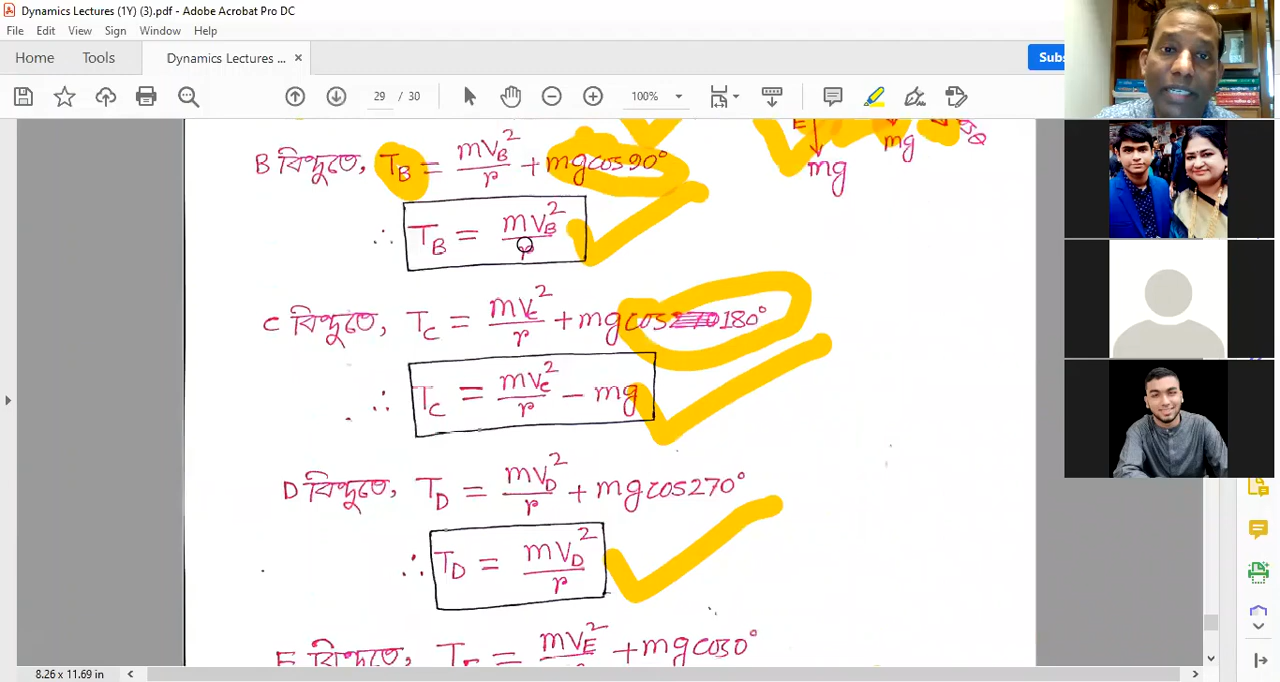 Dynamics Lectures (1Y) (3).pdf - Adobe Acrobat Pro DC
File Edit View Sign Window Help
Home Tools Dynamics Lectures ... × Subs
29 / 30 100%
E mg mg
B বিন্দুতে, T_B = mV_B²/r + mgcos90°
∴ T_B = mV_B²/r
C বিন্দুতে, T_C = mV_C²/r + mgcos 180°
∴ T_C = mV_C²/r − mg
D বিন্দুতে, T_D = mV_D²/r + mgcos270°
∴ T_D = mV_D²/r
E বিন্দুতে, T_E = mV_E² + mgcos0°
8.26 x 11.69 in